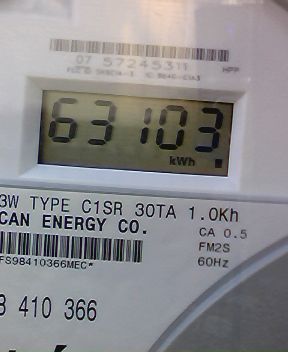 07 57245311
HPP
63103
kWh
3W TYPE C1SR 30TA 1.0Kh
CAN ENERGY CO.
CA 0.5
FM2S
60Hz
FS98410366MEC*
3 410 366